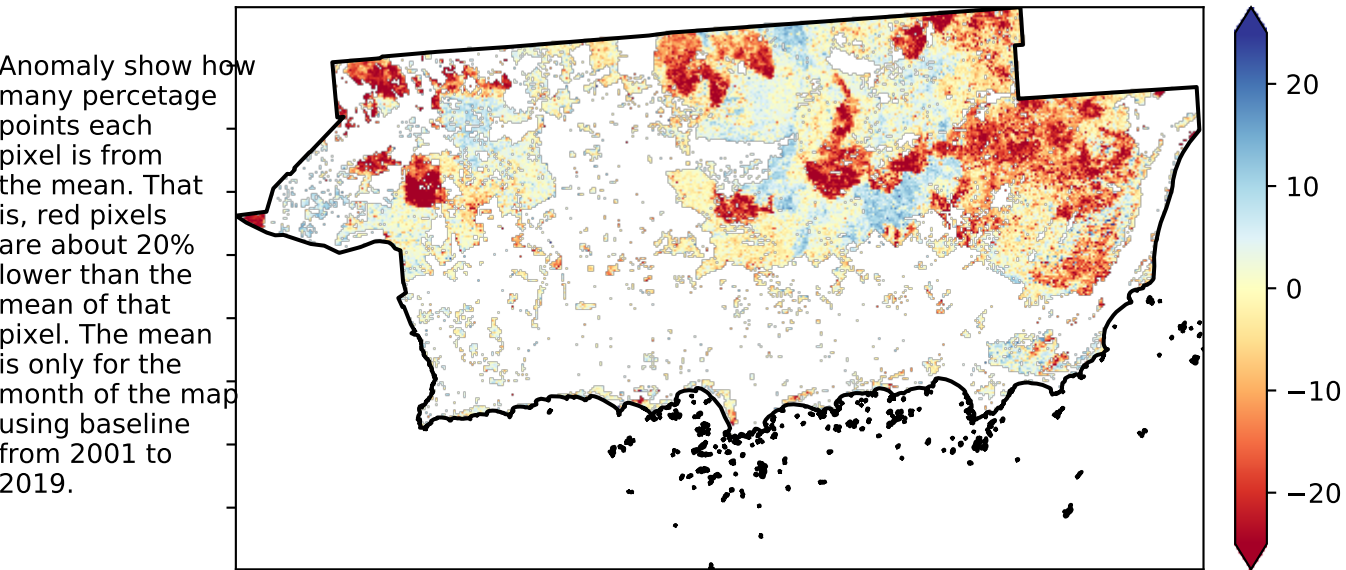 Anomaly show how
many percetage
points each
pixel is from
the mean. That
is, red pixels
are about 20%
lower than the
mean of that
pixel. The mean
is only for the
month of the map
using baseline
from 2001 to
2019.
20
10
0
−10
−20